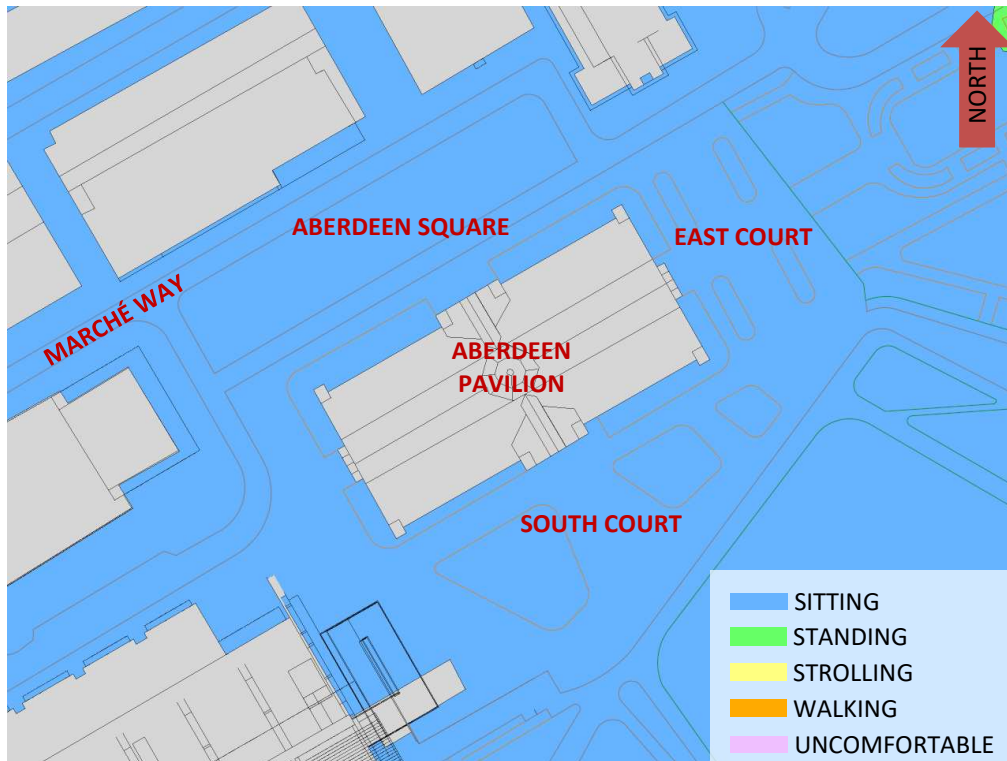 NORTH
ABERDEEN SQUARE
EAST COURT
MARCHÉ WAY
ABERDEEN
PAVILION
SOUTH COURT
SITTING
STANDING
STROLLING
WALKING
UNCOMFORTABLE